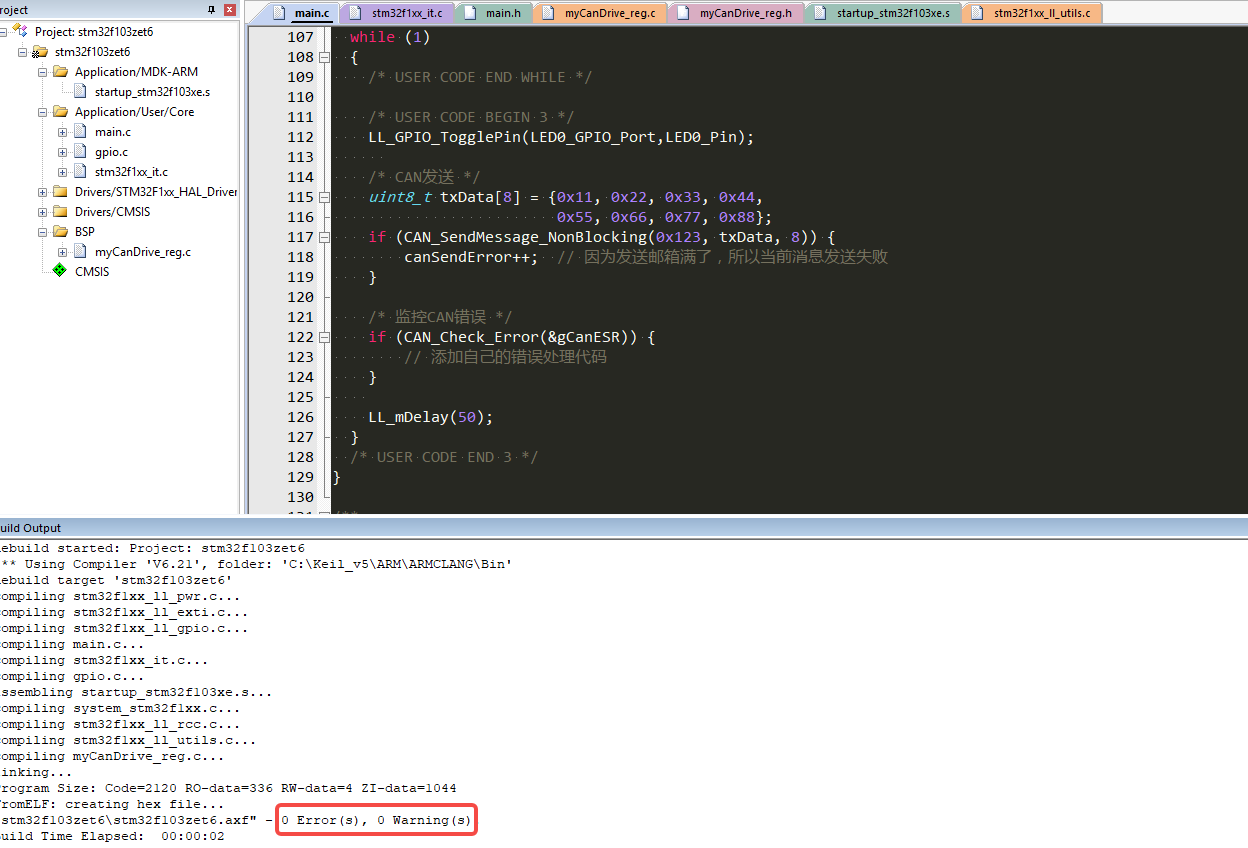 roject
Project: stm32f103zet6
stm32f103zet6
Application/MDK-ARM
startup_stm32f103xe.s
Application/User/Core
main.c
gpio.c
stm32f1xx_it.c
Drivers/STM32F1xx_HAL_Driver
Drivers/CMSIS
BSP
myCanDrive_reg.c
CMSIS
main.c stm32f1xx_it.c main.h myCanDrive_reg.c myCanDrive_reg.h startup_stm32f103xe.s stm32f1xx_ll_utils.c
107 while (1)
108 {
109 /* USER CODE END WHILE */
110
111 /* USER CODE BEGIN 3 */
112 LL_GPIO_TogglePin(LED0_GPIO_Port,LED0_Pin);
113
114 /* CAN发送 */
115 uint8_t txData[8] = {0x11, 0x22, 0x33, 0x44,
116 0x55, 0x66, 0x77, 0x88};
117 if (CAN_SendMessage_NonBlocking(0x123, txData, 8)) {
118 canSendError++; // 因为发送邮箱满了，所以当前消息发送失败
119 }
120
121 /* 监控CAN错误 */
122 if (CAN_Check_Error(&gCanESR)) {
123 // 添加自己的错误处理代码
124 }
125
126 LL_mDelay(50);
127 }
128 /* USER CODE END 3 */
129 }
130
uild Output
ebuild started: Project: stm32f103zet6
** Using Compiler 'V6.21', folder: 'C:\Keil_v5\ARM\ARMCLANG\Bin'
ebuild target 'stm32f103zet6'
ompiling stm32f1xx_ll_pwr.c...
ompiling stm32f1xx_ll_exti.c...
ompiling stm32f1xx_ll_gpio.c...
ompiling main.c...
ompiling stm32f1xx_it.c...
ompiling gpio.c...
ssembling startup_stm32f103xe.s...
ompiling system_stm32f1xx.c...
ompiling stm32f1xx_ll_rcc.c...
ompiling stm32f1xx_ll_utils.c...
ompiling myCanDrive_reg.c...
inking...
rogram Size: Code=2120 RO-data=336 RW-data=4 ZI-data=1044
romELF: creating hex file...
stm32f103zet6\stm32f103zet6.axf" - 0 Error(s), 0 Warning(s)
uild Time Elapsed: 00:00:02